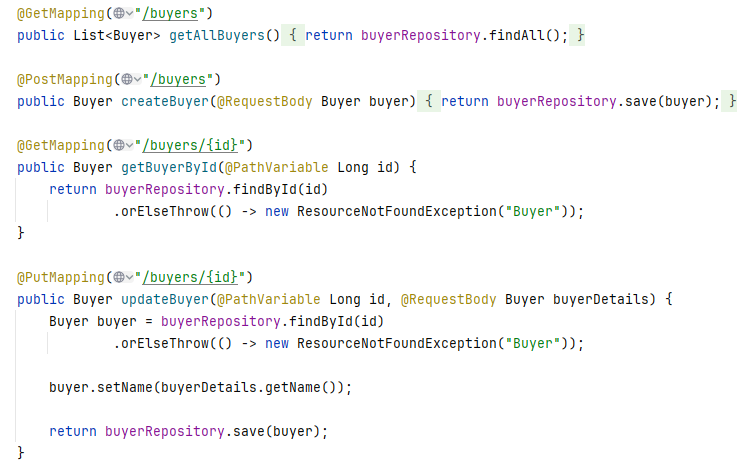 @GetMapping("/buyers")
public List<Buyer> getAllBuyers() { return buyerRepository.findAll(); }
@PostMapping("/buyers")
public Buyer createBuyer(@RequestBody Buyer buyer) { return buyerRepository.save(buyer); }
@GetMapping("/buyers/{id}")
public Buyer getBuyerById(@PathVariable Long id) {
return buyerRepository.findById(id)
.orElseThrow(() -> new ResourceNotFoundException("Buyer"));
}
@PutMapping("/buyers/{id}")
public Buyer updateBuyer(@PathVariable Long id, @RequestBody Buyer buyerDetails) {
Buyer buyer = buyerRepository.findById(id)
.orElseThrow(() -> new ResourceNotFoundException("Buyer"));
buyer.setName(buyerDetails.getName());
return buyerRepository.save(buyer);
}